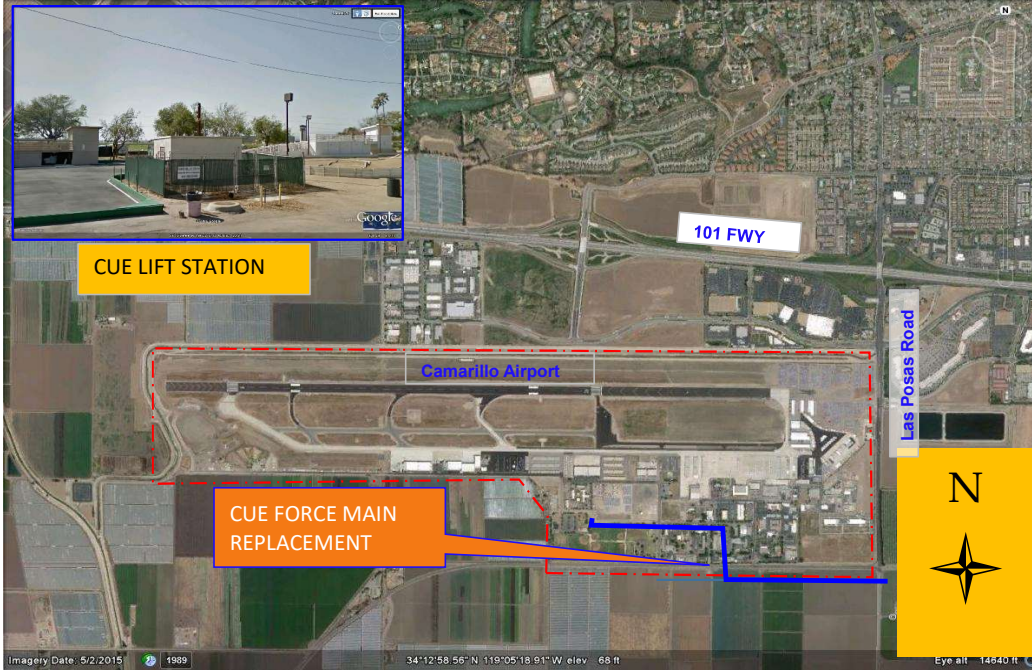 Google
CUE LIFT STATION
101 FWY
Las Posas Road
Camarillo Airport
CUE FORCE MAIN
REPLACEMENT
N
N
Imagery Date: 5/2/2015
1989
34°12'58.56" N 119°05'18.91" W elev 68 ft
Eye alt 14640 ft